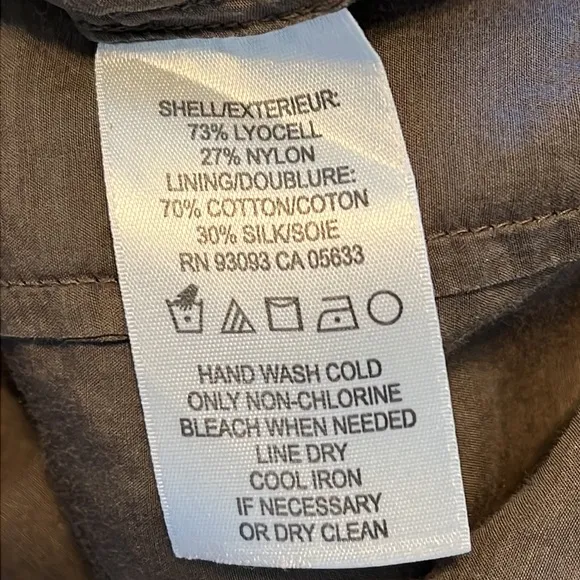 SHELL/EXTERIEUR:
73% LYOCELL
27% NYLON
LINING/DOUBLURE:
70% COTTON/COTON
30% SILK/SOIE
RN 93093 CA 05633
HAND WASH COLD
ONLY NON-CHLORINE
BLEACH WHEN NEEDED
LINE DRY
COOL IRON
IF NECESSARY
OR DRY CLEAN